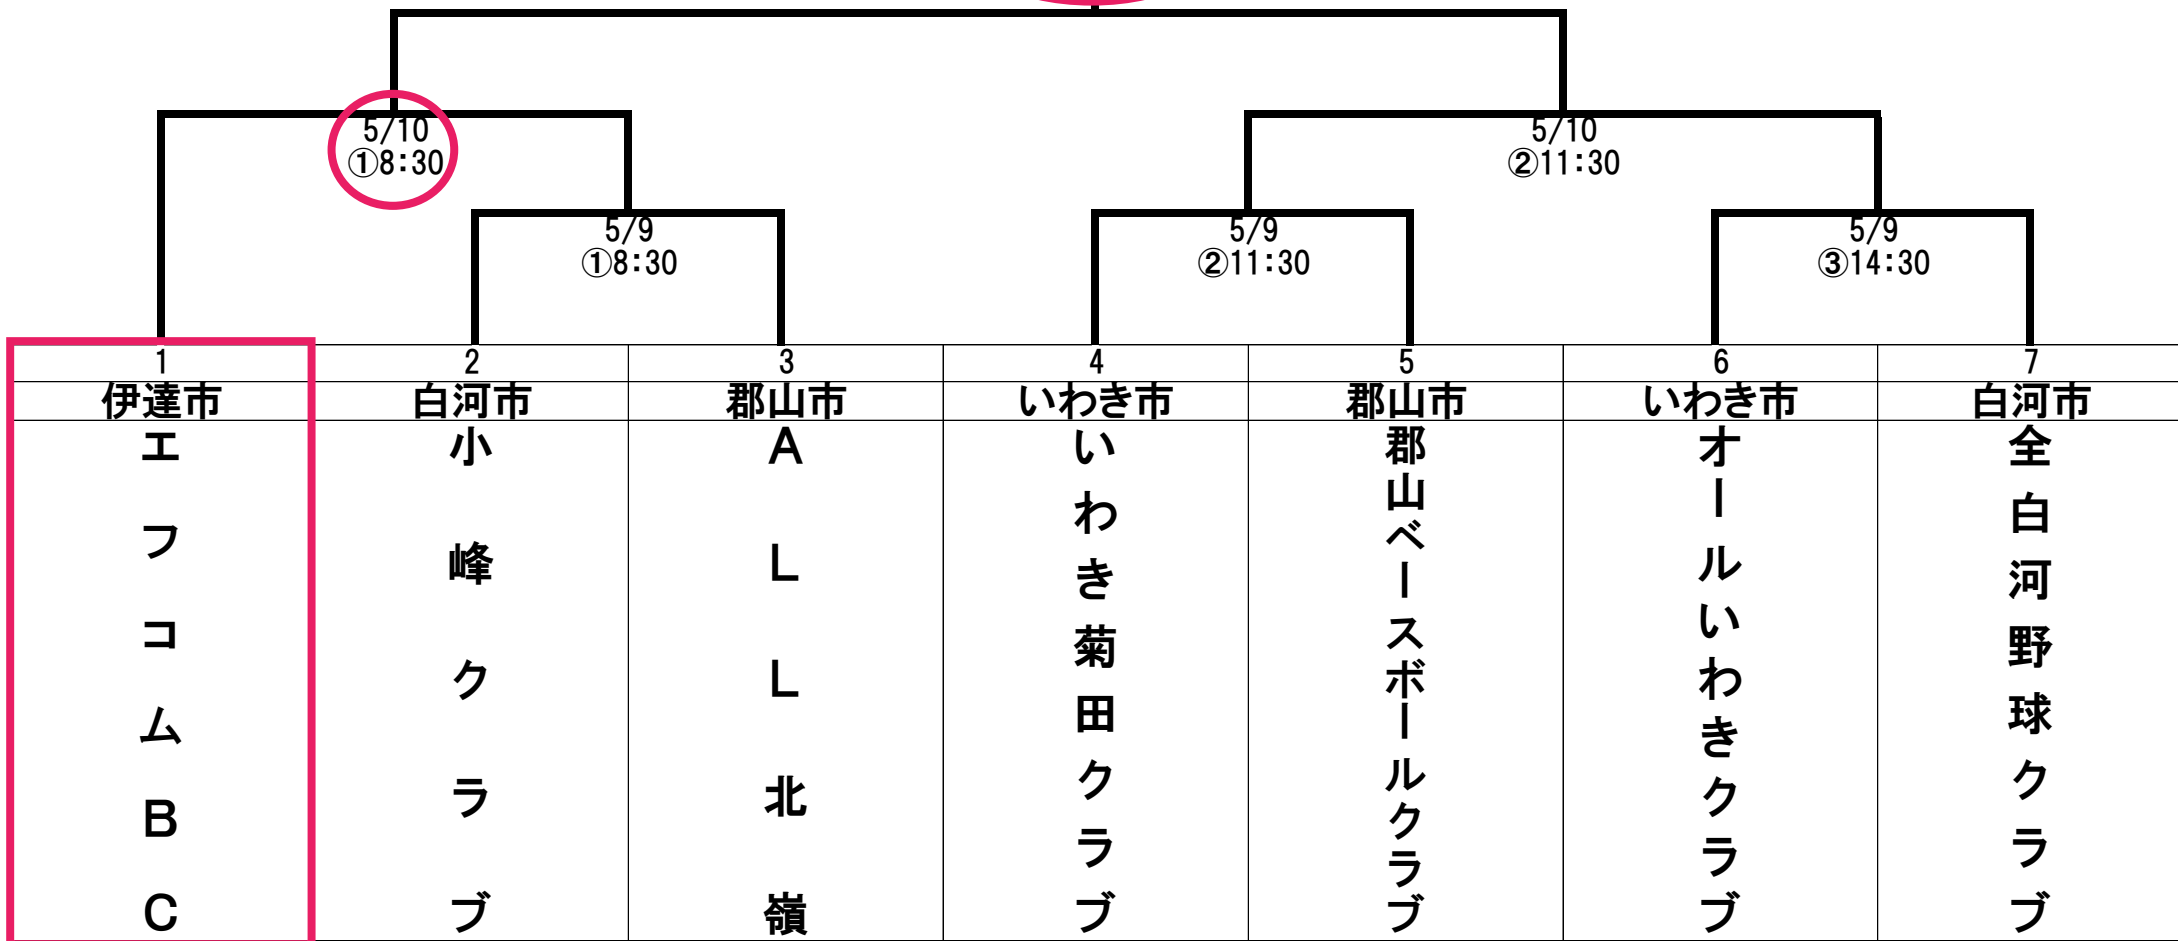 5/10
①8:30
5/10
②11:30
5/9
①8:30
5/9
②11:30
5/9
③14:30
1
2
3
4
5
6
7
伊達市
白河市
郡山市
いわき市
郡山市
いわき市
白河市
エフコムBC
小峰クラブ
ALL北嶺
いわき菊田クラブ
郡山ベースボールクラブ
オールいわきクラブ
全白河野球クラブ